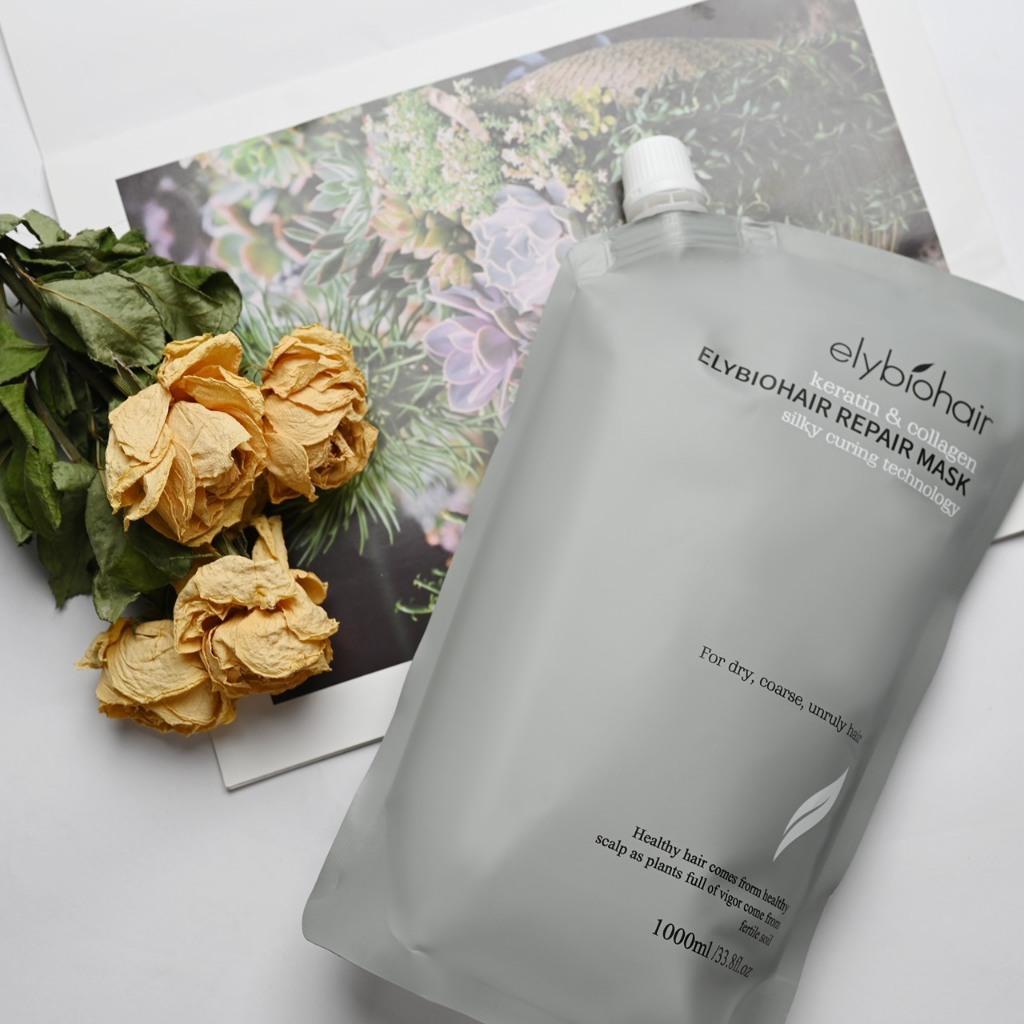 elybiohair
keratin & collagen
ELYBIOHAIR REPAIR MASK
silky curing technology
For dry, coarse, unruly hair
Healthy hair comes from healthy
scalp as plants full of vigor come from
fertile soil
1000ml/33.8fl.oz